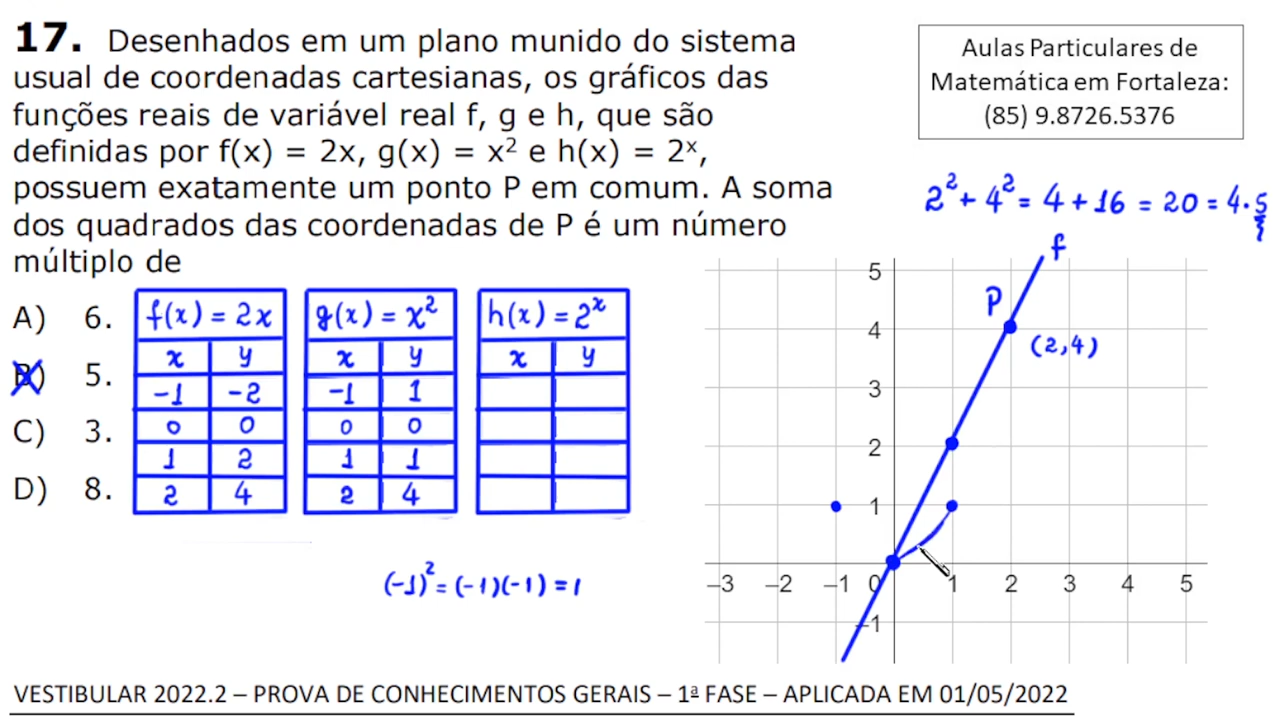 17. Desenhados em um plano munido do sistema
usual de coordenadas cartesianas, os gráficos das
funções reais de variável real f, g e h, que são
definidas por f(x) = 2x, g(x) = x² e h(x) = 2ˣ,
possuem exatamente um ponto P em comum. A soma
dos quadrados das coordenadas de P é um número
múltiplo de
A) 6.
B) 5.
C) 3.
D) 8.
Aulas Particulares de
Matemática em Fortaleza:
(85) 9.8726.5376
2² + 4² = 4 + 16 = 20 = 4.5
f(x) = 2x
x y
-1 -2
0 0
1 2
2 4
g(x) = x²
x y
-1 1
0 0
1 1
2 4
h(x) = 2ˣ
x y
(-1)² = (-1)(-1) = 1
f
5
P
4
(2,4)
3
2
1
–3 –2 –1 0 1 2 3 4 5
–1
VESTIBULAR 2022.2 – PROVA DE CONHECIMENTOS GERAIS – 1ª FASE – APLICADA EM 01/05/2022